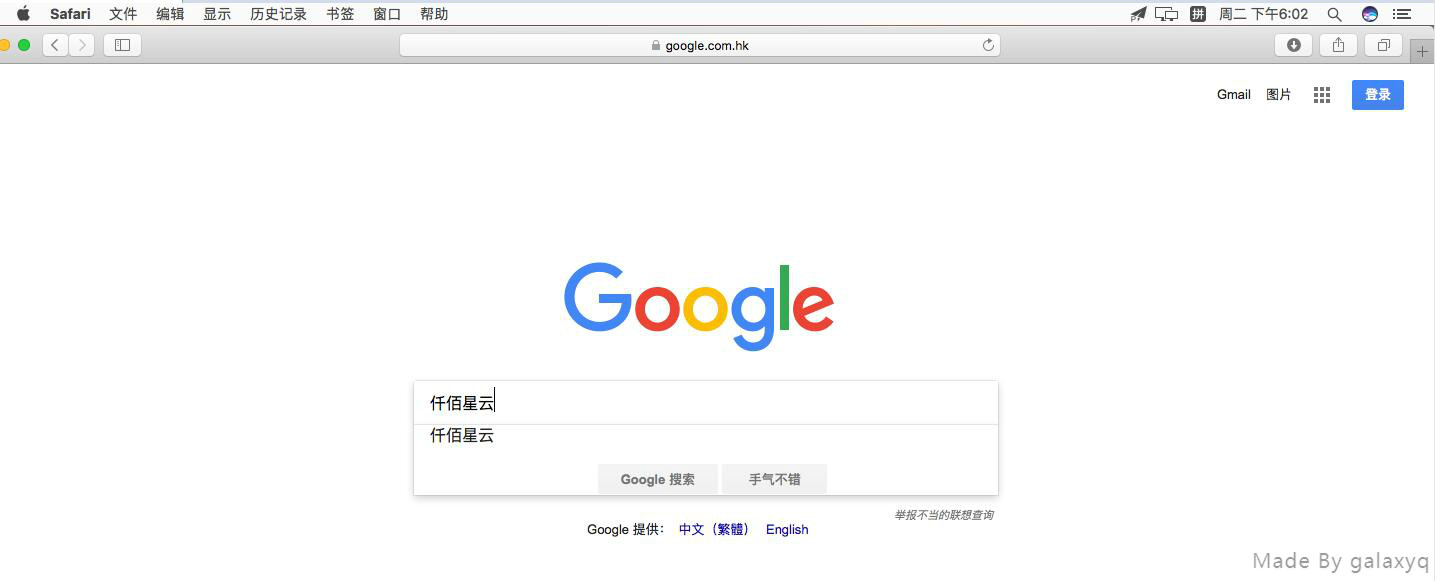 Safari 文件 编辑 显示 历史记录 书签 窗口 帮助 拼 周二 下午6:02
google.com.hk
Gmail 图片 登录
Google
仟佰星云
仟佰星云
Google 搜索 手气不错
举报不当的联想查询
Google 提供： 中文（繁體） English
Made By galaxyq